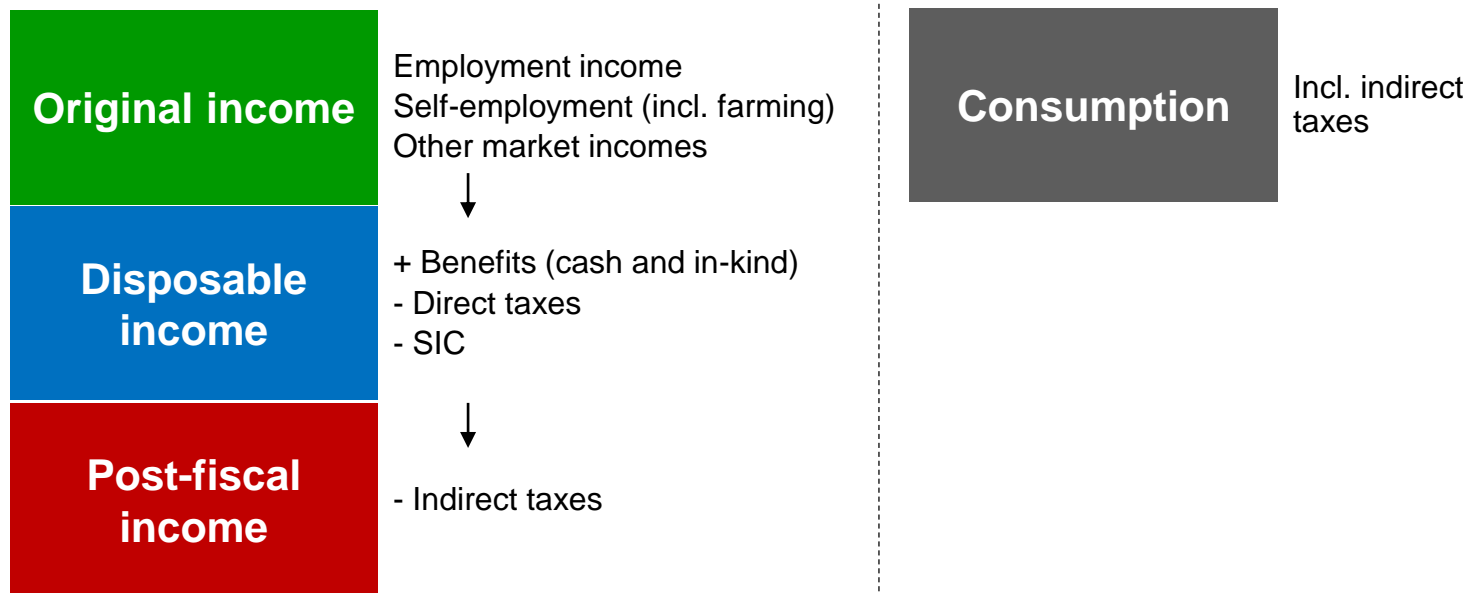 Original income
Employment income
Self-employment (incl. farming)
Other market incomes
Disposable
income
+ Benefits (cash and in-kind)
- Direct taxes
- SIC
Post-fiscal
income
- Indirect taxes
Consumption
Incl. indirect
taxes